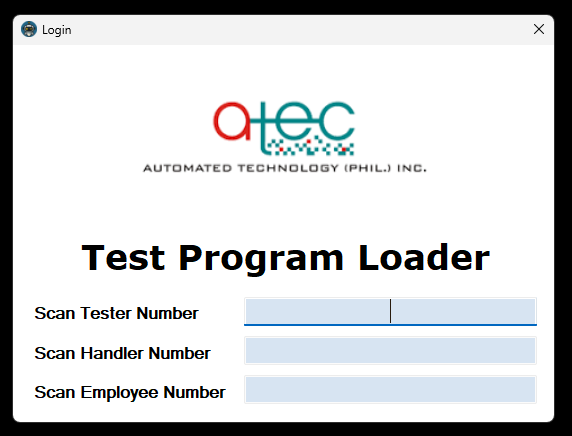 Login
atec
AUTOMATED TECHNOLOGY (PHIL.) INC.
Test Program Loader
Scan Tester Number
Scan Handler Number
Scan Employee Number